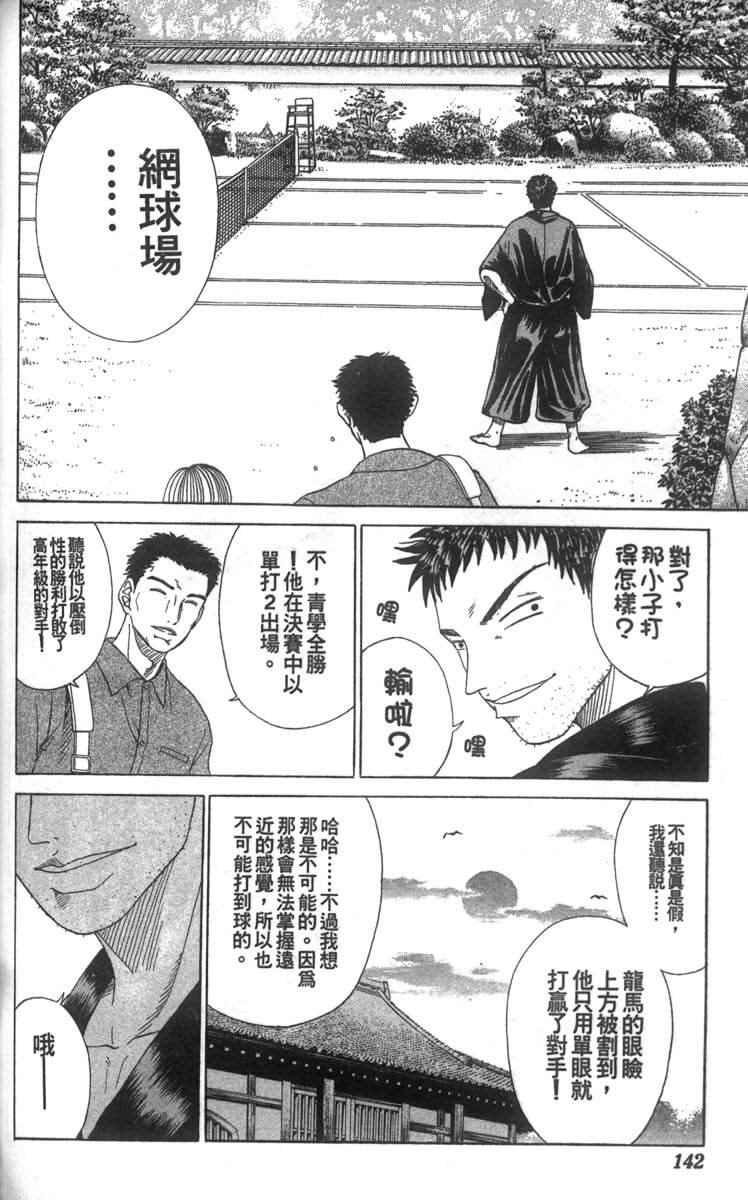 網球場
……
對了，
那小子打
得怎樣？
嘿
輸啦？
嘿
不，青學全勝
！他在決賽中以
單打2出場。
聽說他以壓倒
性的勝利打敗了
高年級的對手！
不知是真是假，
我還聽說……
龍馬的眼瞼
上方被割到，
他只用單眼就
打贏了對手！
哈哈……不過我想
那是不可能的。因為
那樣會無法掌握遠
近的感覺，所以也
不可能打到球的。
哦——
142